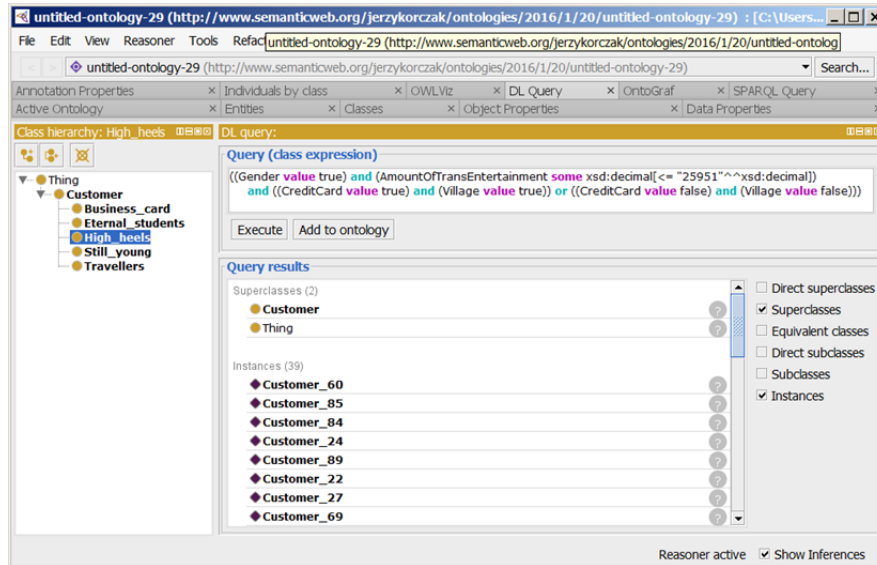 untitled-ontology-29 (http://www.semanticweb.org/jerzykorczak/ontologies/2016/1/20/untitled-ontology-29) : [C:\Users...
File Edit View Reasoner Tools Refac
untitled-ontology-29 (http://www.semanticweb.org/jerzykorczak/ontologies/2016/1/20/untitled-ontolog
untitled-ontology-29 (http://www.semanticweb.org/jerzykorczak/ontologies/2016/1/20/untitled-ontology-29) Search...
Annotation Properties Individuals by class OWLViz DL Query OntoGraf SPARQL Query
Active Ontology Entities Classes Object Properties Data Properties
Class hierarchy: High_heels
DL query:
Thing
Customer
Business_card
Eternal_students
High_heels
Still_young
Travellers
Query (class expression)
((Gender value true) and (AmountOfTransEntertainment some xsd:decimal[<= "25951"^^xsd:decimal])
and ((CreditCard value true) and (Village value true)) or ((CreditCard value false) and (Village value false)))
Execute Add to ontology
Query results
Superclasses (2)
Customer ?
Thing ?
Instances (39)
Customer_60 ?
Customer_85 ?
Customer_84 ?
Customer_24 ?
Customer_89 ?
Customer_22 ?
Customer_27 ?
Customer_69 ?
Direct superclasses
Superclasses
Equivalent classes
Direct subclasses
Subclasses
Instances
Reasoner active Show Inferences